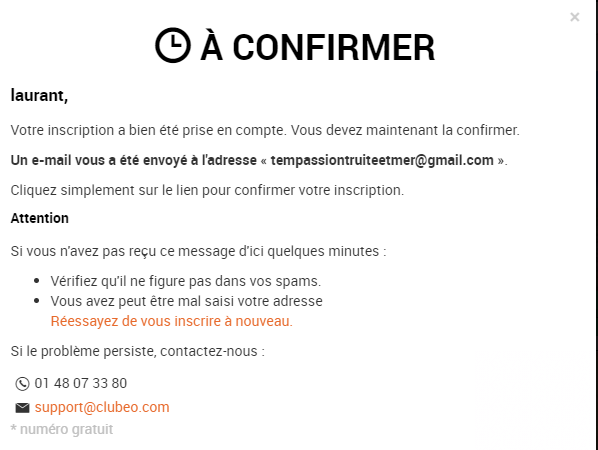 ×
À CONFIRMER
laurant,
Votre inscription a bien été prise en compte. Vous devez maintenant la confirmer.
Un e-mail vous a été envoyé à l'adresse « tempassiontruiteetmer@gmail.com ».
Cliquez simplement sur le lien pour confirmer votre inscription.
Attention
Si vous n'avez pas reçu ce message d'ici quelques minutes :
• Vérifiez qu'il ne figure pas dans vos spams.
• Vous avez peut être mal saisi votre adresse
Réessayez de vous inscrire à nouveau.
Si le problème persiste, contactez-nous :
01 48 07 33 80
support@clubeo.com
* numéro gratuit